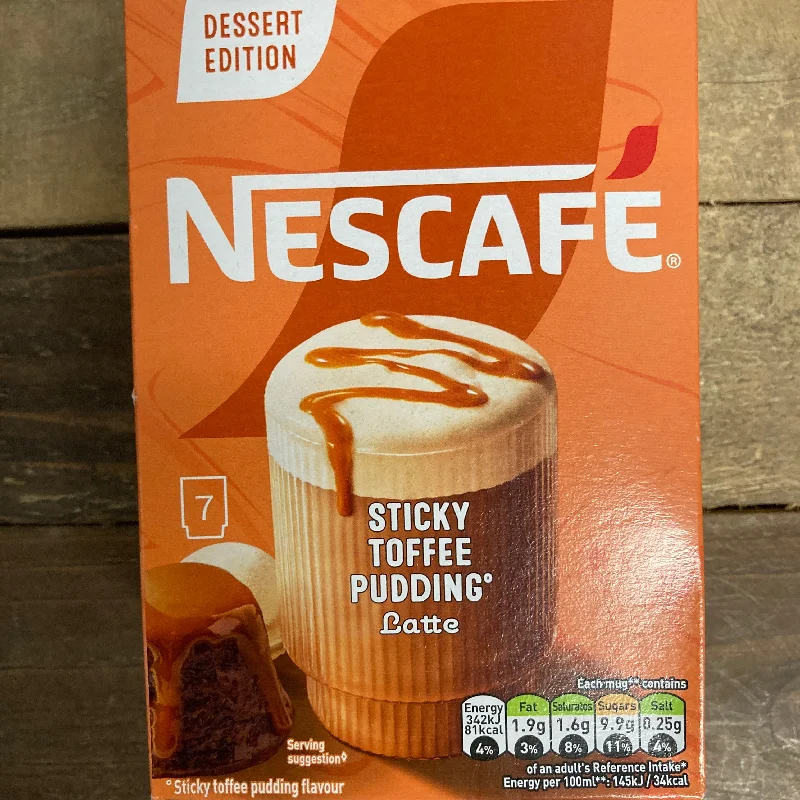 DESSERT
EDITION
NESCAFÉ®
7
STICKY
TOFFEE
PUDDING°
Latte
Each mug** contains
Energy Fat Saturates Sugars Salt
342kJ 1.9g 1.6g 9.9g 0.25g
81kcal
4% 3% 8% 11% 4%
of an adult's Reference Intake*
Energy per 100ml**: 145kJ / 34kcal
Serving
suggestion◊
°Sticky toffee pudding flavour